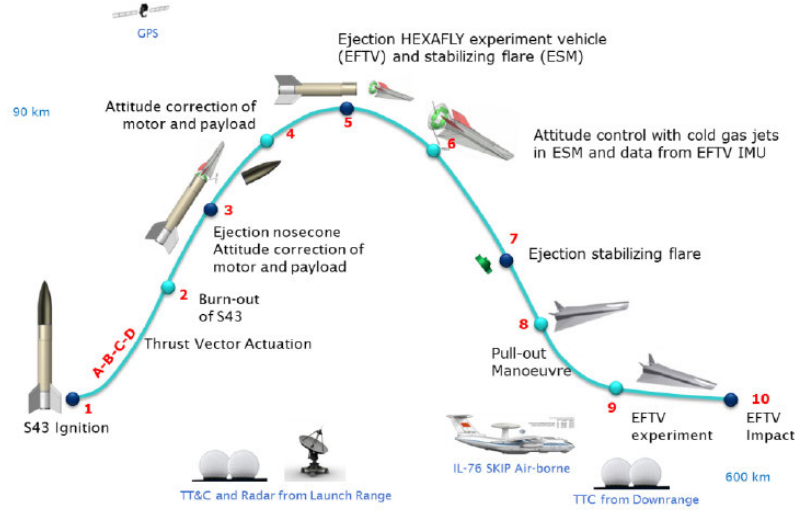 GPS
Ejection HEXAFLY experiment vehicle
(EFTV) and stabilizing flare (ESM)
90 km
Attitude correction of
motor and payload
4
5
6
Attitude control with cold gas jets
in ESM and data from EFTV IMU
3
Ejection nosecone
Attitude correction of
motor and payload
7
Ejection stabilizing flare
2
Burn-out
of S43
8
A-B-C-D
Thrust Vector Actuation
Pull-out
Manoeuvre
1
S43 Ignition
9
EFTV
experiment
10
EFTV
Impact
IL-76 SKIP Air-borne
600 km
TT&C and Radar from Launch Range
TTC from Downrange